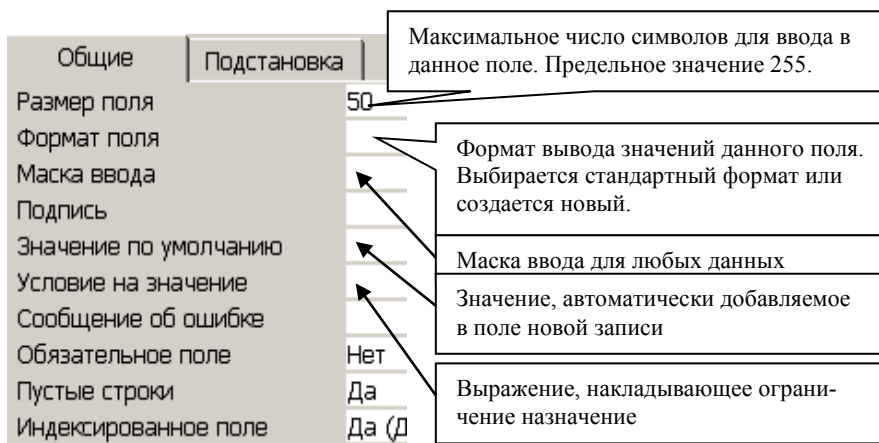 Общие
Подстановка
Размер поля 50
Формат поля
Маска ввода
Подпись
Значение по умолчанию
Условие на значение
Сообщение об ошибке
Обязательное поле Нет
Пустые строки Да
Индексированное поле Да (Д
Максимальное число символов для ввода в
данное поле. Предельное значение 255.
Формат вывода значений данного поля.
Выбирается стандартный формат или
создается новый.
Маска ввода для любых данных
Значение, автоматически добавляемое
в поле новой записи
Выражение, накладывающее ограни-
чение назначение